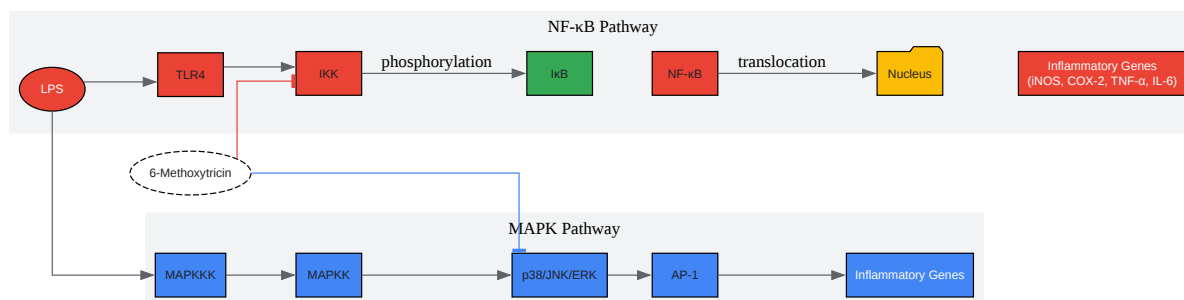 NF-κB Pathway
phosphorylation
translocation
LPS
TLR4
IKK
IκB
NF-κB
Nucleus
Inflammatory Genes
(iNOS, COX-2, TNF-α, IL-6)
6-Methoxytricin
MAPK Pathway
MAPKKK
MAPKK
p38/JNK/ERK
AP-1
Inflammatory Genes